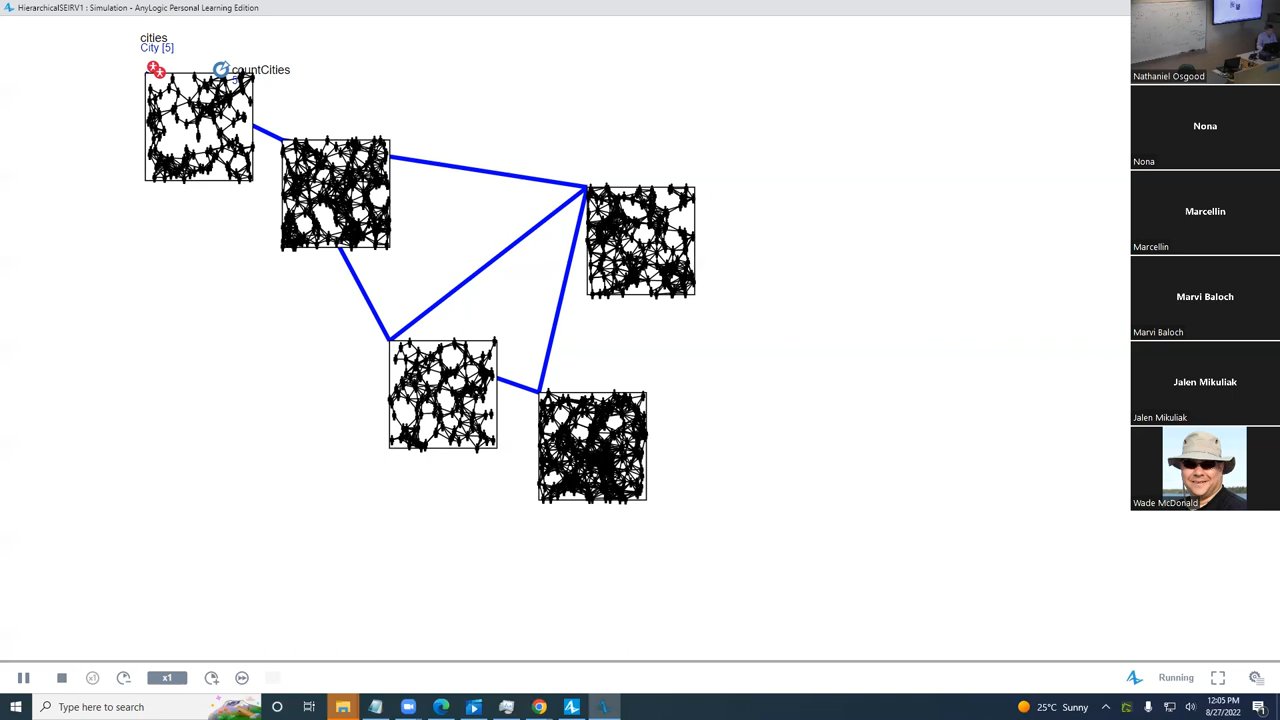 HierarchicalSEIRV1 : Simulation - AnyLogic Personal Learning Edition
cities
City [5]
countCities
5
Nathaniel Osgood
Nona
Nona
Marcellin
Marcellin
Marvi Baloch
Marvi Baloch
Jalen Mikuliak
Jalen Mikuliak
Wade McDonald
x1
Running
Type here to search
25°C Sunny
12:05 PM
8/27/2022